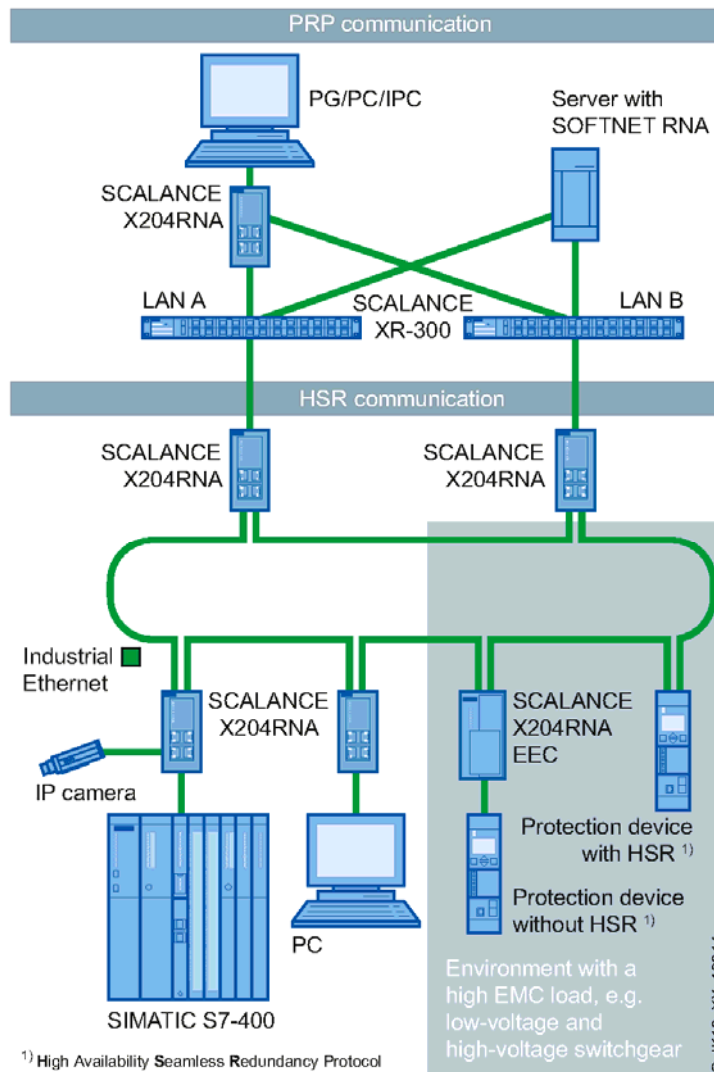 PRP communication
PG/PC/IPC
Server with
SOFTNET RNA
SCALANCE
X204RNA
LAN A
SCALANCE
XR-300
LAN B
HSR communication
SCALANCE
X204RNA
SCALANCE
X204RNA
Industrial
Ethernet
SCALANCE
X204RNA
SCALANCE
X204RNA
EEC
IP camera
Protection device
with HSR 1)
Protection device
without HSR 1)
PC
SIMATIC S7-400
Environment with a
high EMC load, e.g.
low-voltage and
high-voltage switchgear
1) High Availability Seamless Redundancy Protocol